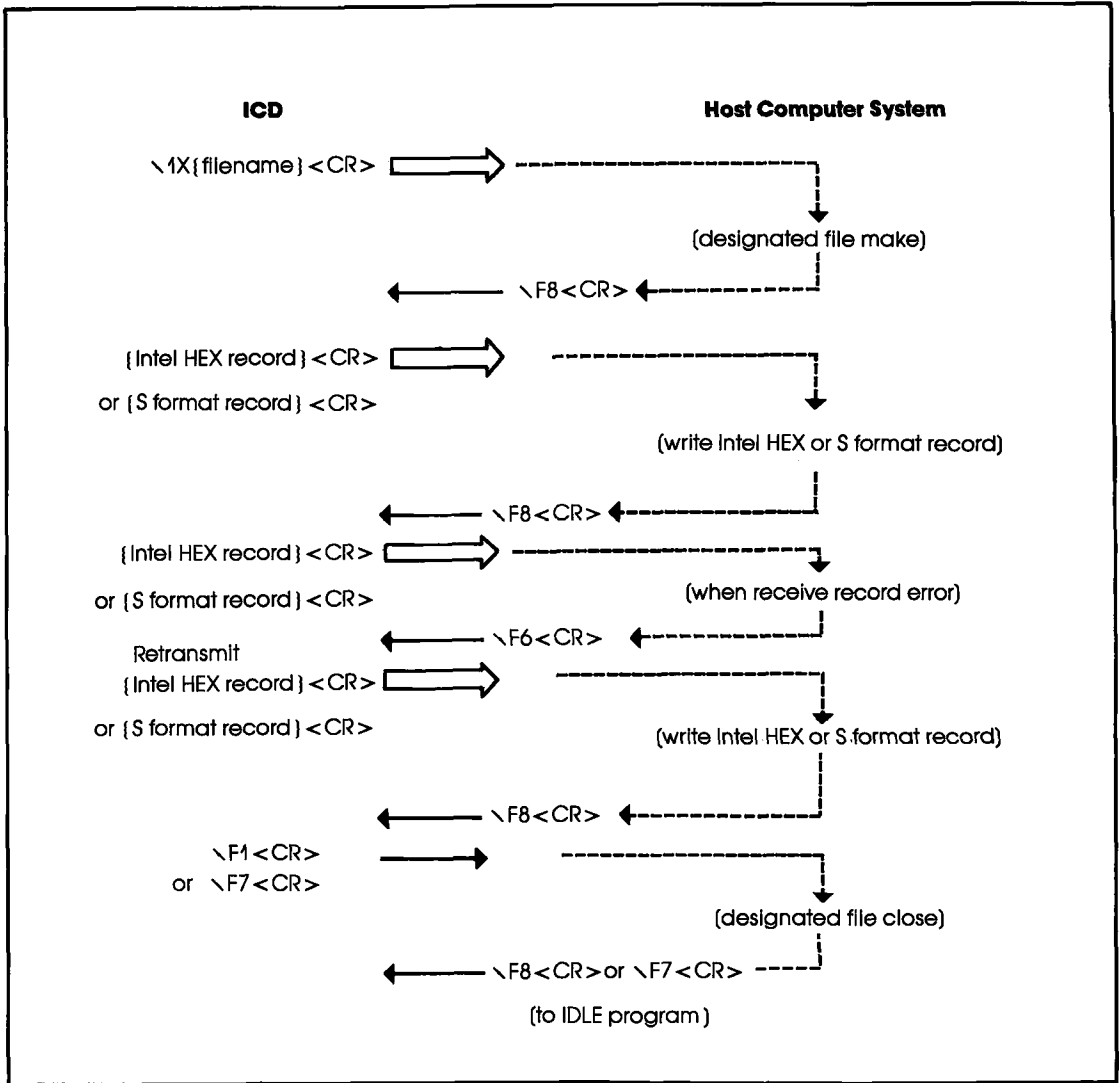 ICD Host Computer System
\1X{filename}<CR>
(designated file make)
\F8<CR>
{Intel HEX record}<CR>
or {S format record}<CR>
(write Intel HEX or S format record)
\F8<CR>
{Intel HEX record}<CR>
or {S format record}<CR>
(when receive record error)
\F6<CR>
Retransmit
{Intel HEX record}<CR>
or {S format record}<CR>
(write Intel HEX or S format record)
\F8<CR>
\F1<CR>
or \F7<CR>
(designated file close)
\F8<CR>or \F7<CR>
(to IDLE program)